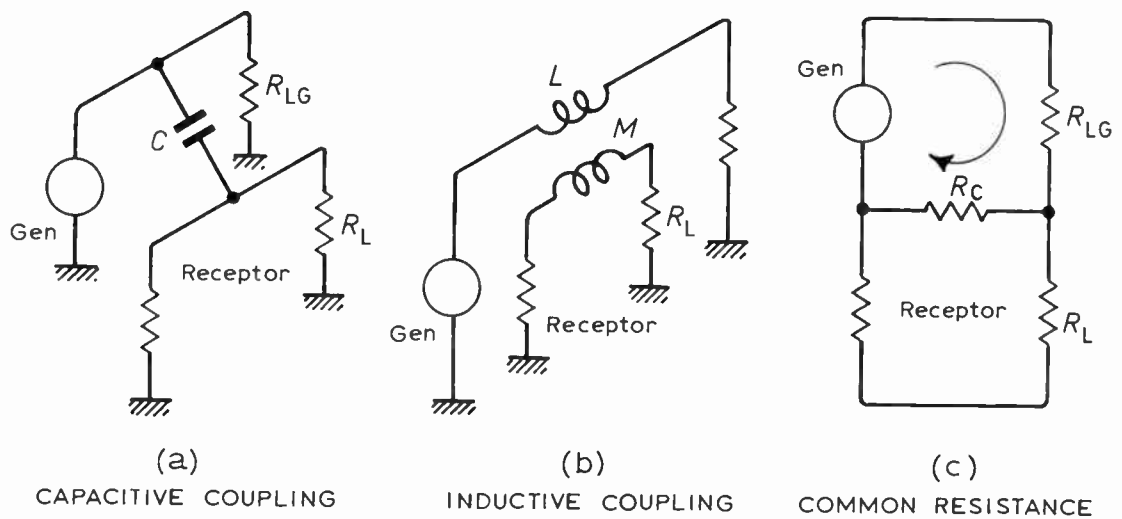 R_LG
C
Gen
R_L
Receptor
(a)
CAPACITIVE COUPLING
L
M
R_L
Receptor
Gen
(b)
INDUCTIVE COUPLING
Gen
R_LG
R_C
Receptor
R_L
(c)
COMMON RESISTANCE